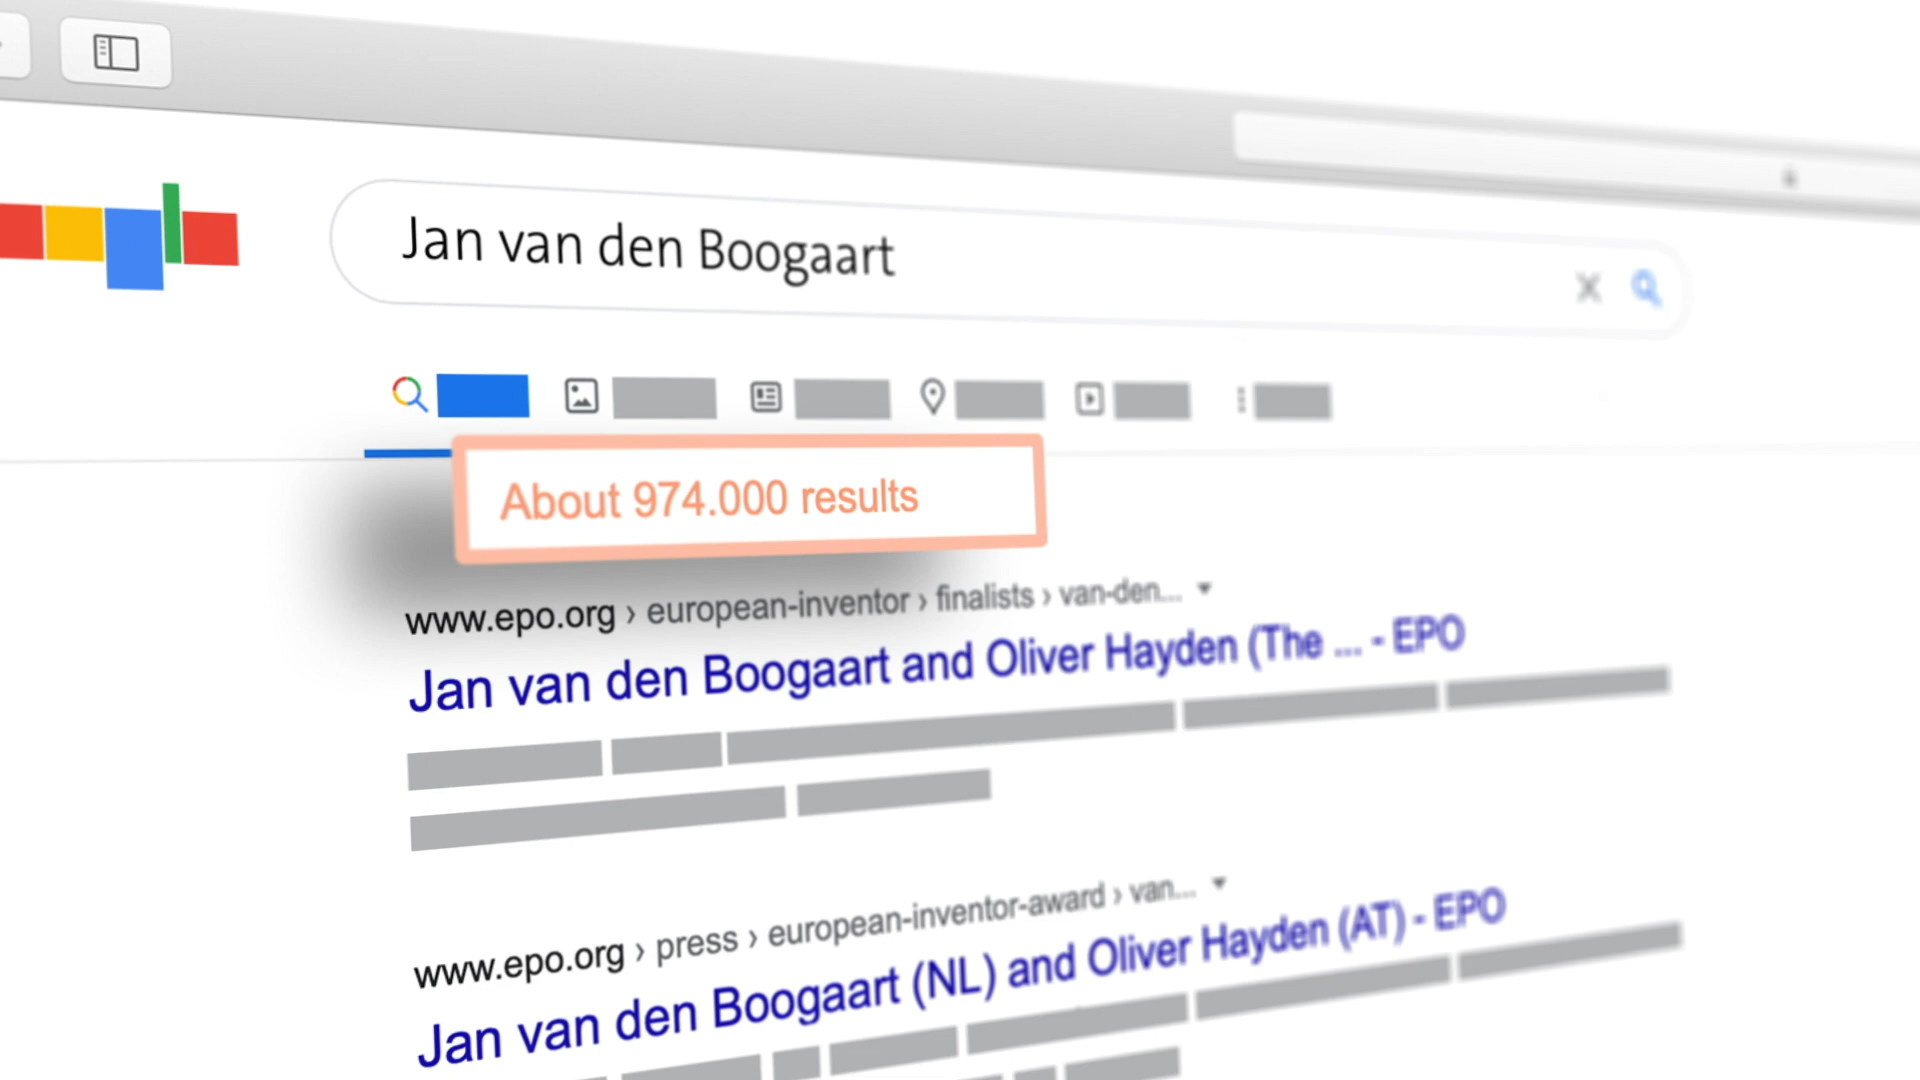 Jan van den Boogaart
About 974.000 results
www.epo.org › european-inventor › finalists › van-den...
Jan van den Boogaart and Oliver Hayden (The ... - EPO
www.epo.org › press › european-inventor-award › van...
Jan van den Boogaart (NL) and Oliver Hayden (AT) - EPO